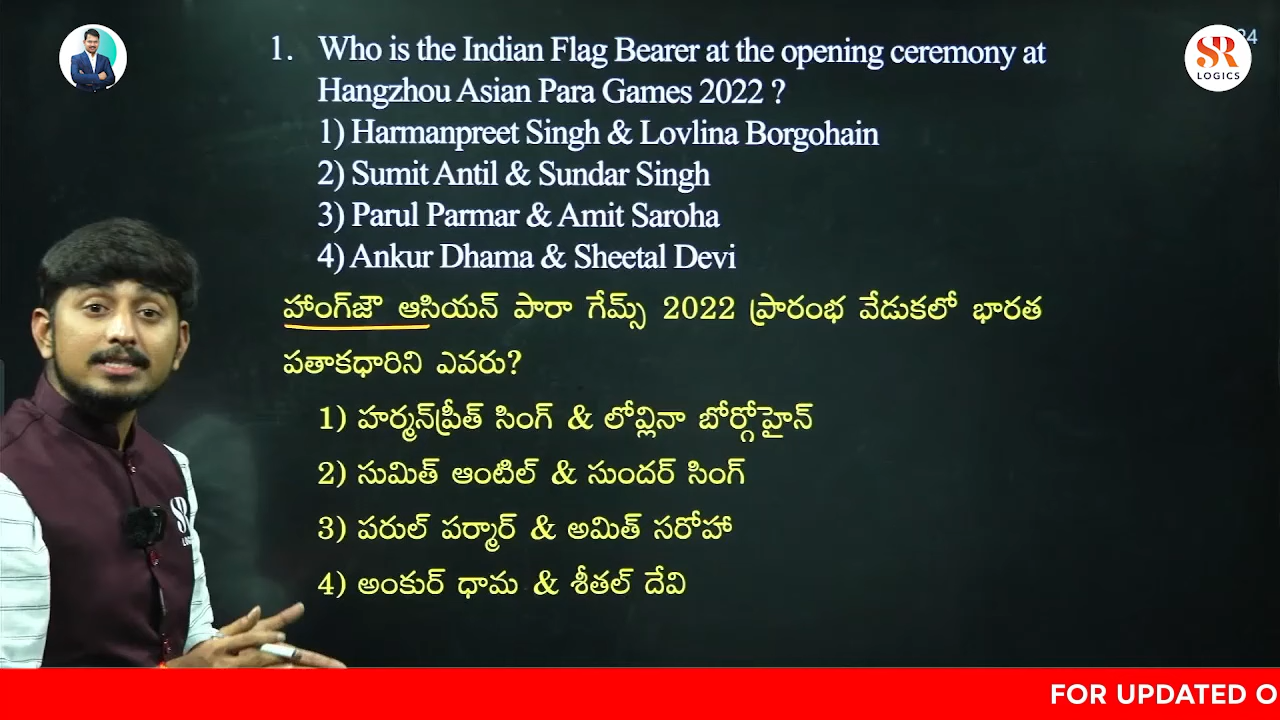 1. Who is the Indian Flag Bearer at the opening ceremony at
Hangzhou Asian Para Games 2022 ?
1) Harmanpreet Singh & Lovlina Borgohain
2) Sumit Antil & Sundar Singh
3) Parul Parmar & Amit Saroha
4) Ankur Dhama & Sheetal Devi
హాంగ్‌జౌ ఆసియన్ పారా గేమ్స్ 2022 ప్రారంభ వేడుకలో భారత
పతాకధారిని ఎవరు?
1) హర్మన్‌ప్రీత్ సింగ్ & లోవ్లినా బోర్గోహైన్
2) సుమిత్ ఆంటిల్ & సుందర్ సింగ్
3) పరుల్ పర్మార్ & అమిత్ సరోహా
4) అంకుర్ ధామ & శీతల్ దేవి
24
SR
LOGICS
SR
FOR UPDATED O